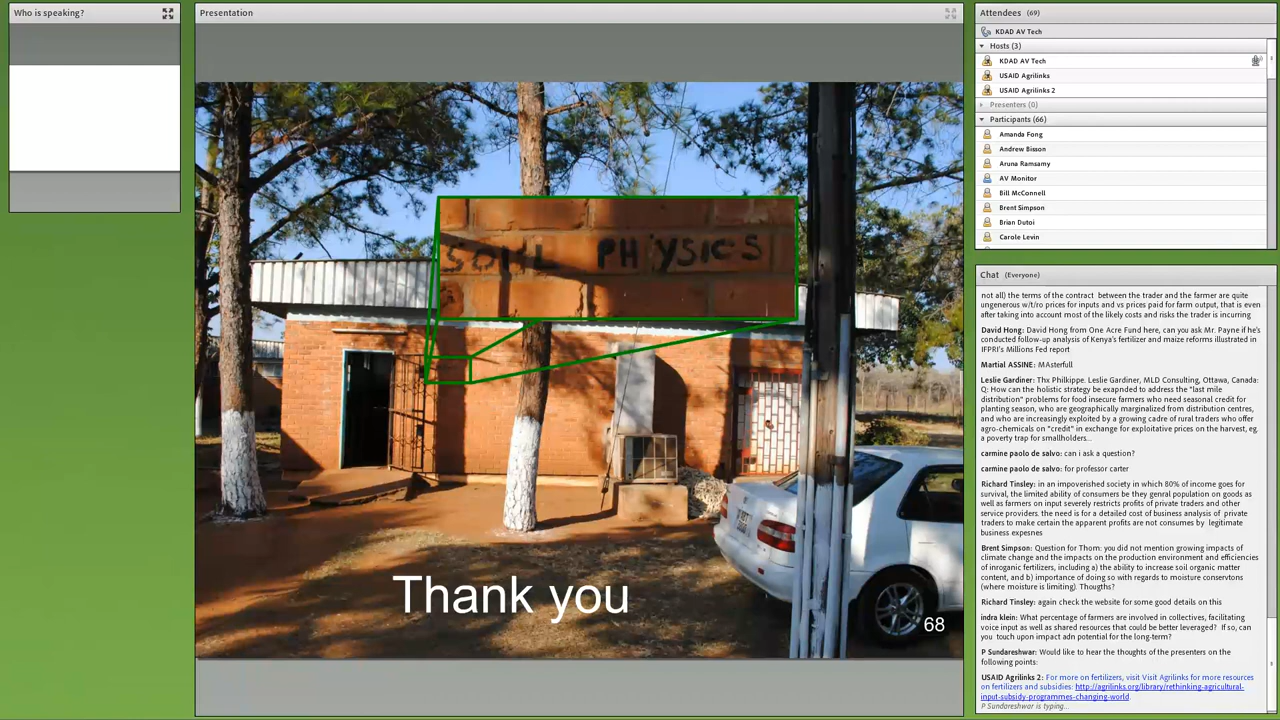 Who is speaking?
Presentation
SOIL PHYSICS
Thank you
68
Attendees (69)
KDAD AV Tech
Hosts (3)
KDAD AV Tech
USAID Agrilinks
USAID Agrilinks 2
Presenters (0)
Participants (66)
Amanda Fong
Andrew Bisson
Aruna Ramsamy
AV Monitor
Bill McConnell
Brent Simpson
Brian Dutoi
Carole Levin
Chat (Everyone)
not all) the terms of the contract between the trader and the farmer are quite
ungenerous w/t/ro prices for inputs and vs prices paid for farm output, that is even
after taking into account most of the likely costs and risks the trader is incurring
David Hong: David Hong from One Acre Fund here, can you ask Mr. Payne if he's
conducted follow-up analysis of Kenya's fertilizer and maize reforms illustrated in
IFPRI's Millions Fed report
Martial ASSINE: MAsterfull
Leslie Gardiner: Thx Philkippe. Leslie Gardiner, MLD Consulting, Ottawa, Canada:
Q: How can the holistic strategy be exapnded to address the "last mile
distribution" problems for food insecure farmers who need seasonal credit for
planting season, who are geographically marginalized from distribution centres,
and who are increasingly exploited by a growing cadre of rural traders who offer
agro-chemicals on "credit" in exchange for exploitative prices on the harvest, eg.
a poverty trap for smallholders...
carmine paolo de salvo: can i ask a question?
carmine paolo de salvo: for professor carter
Richard Tinsley: in an impoverished society in which 80% of income goes for
survival, the limited ability of consumers be they genral population on goods as
well as farmers on input severely restricts profits of private traders and other
service providers. the need is for a detailed cost of business analysis of private
traders to make certain the apparent profits are not consumes by legitimate
business expesnes
Brent Simpson: Question for Thom: you did not mention growing impacts of
climate change and the impacts on the production environment and efficiencies
of inroganic fertilizers, including a) the ability to increase soil organic matter
content, and b) importance of doing so with regards to moisture conservtons
(where moisture is limiting). Thougths?
Richard Tinsley: again check the website for some good details on this
indra klein: What percentage of farmers are involved in collectives, facilitating
voice input as well as shared resources that could be better leveraged? If so, can
you touch upon impact adn potential for the long-term?
P Sundareshwar: Would like to hear the thoughts of the presenters on the
following points:
USAID Agrilinks 2: For more on fertilizers, visit Visit Agrilinks for more resources
on fertilizers and subsidies: http://agrilinks.org/library/rethinking-agricultural-
input-subsidy-programmes-changing-world.
P Sundareshwar is typing...